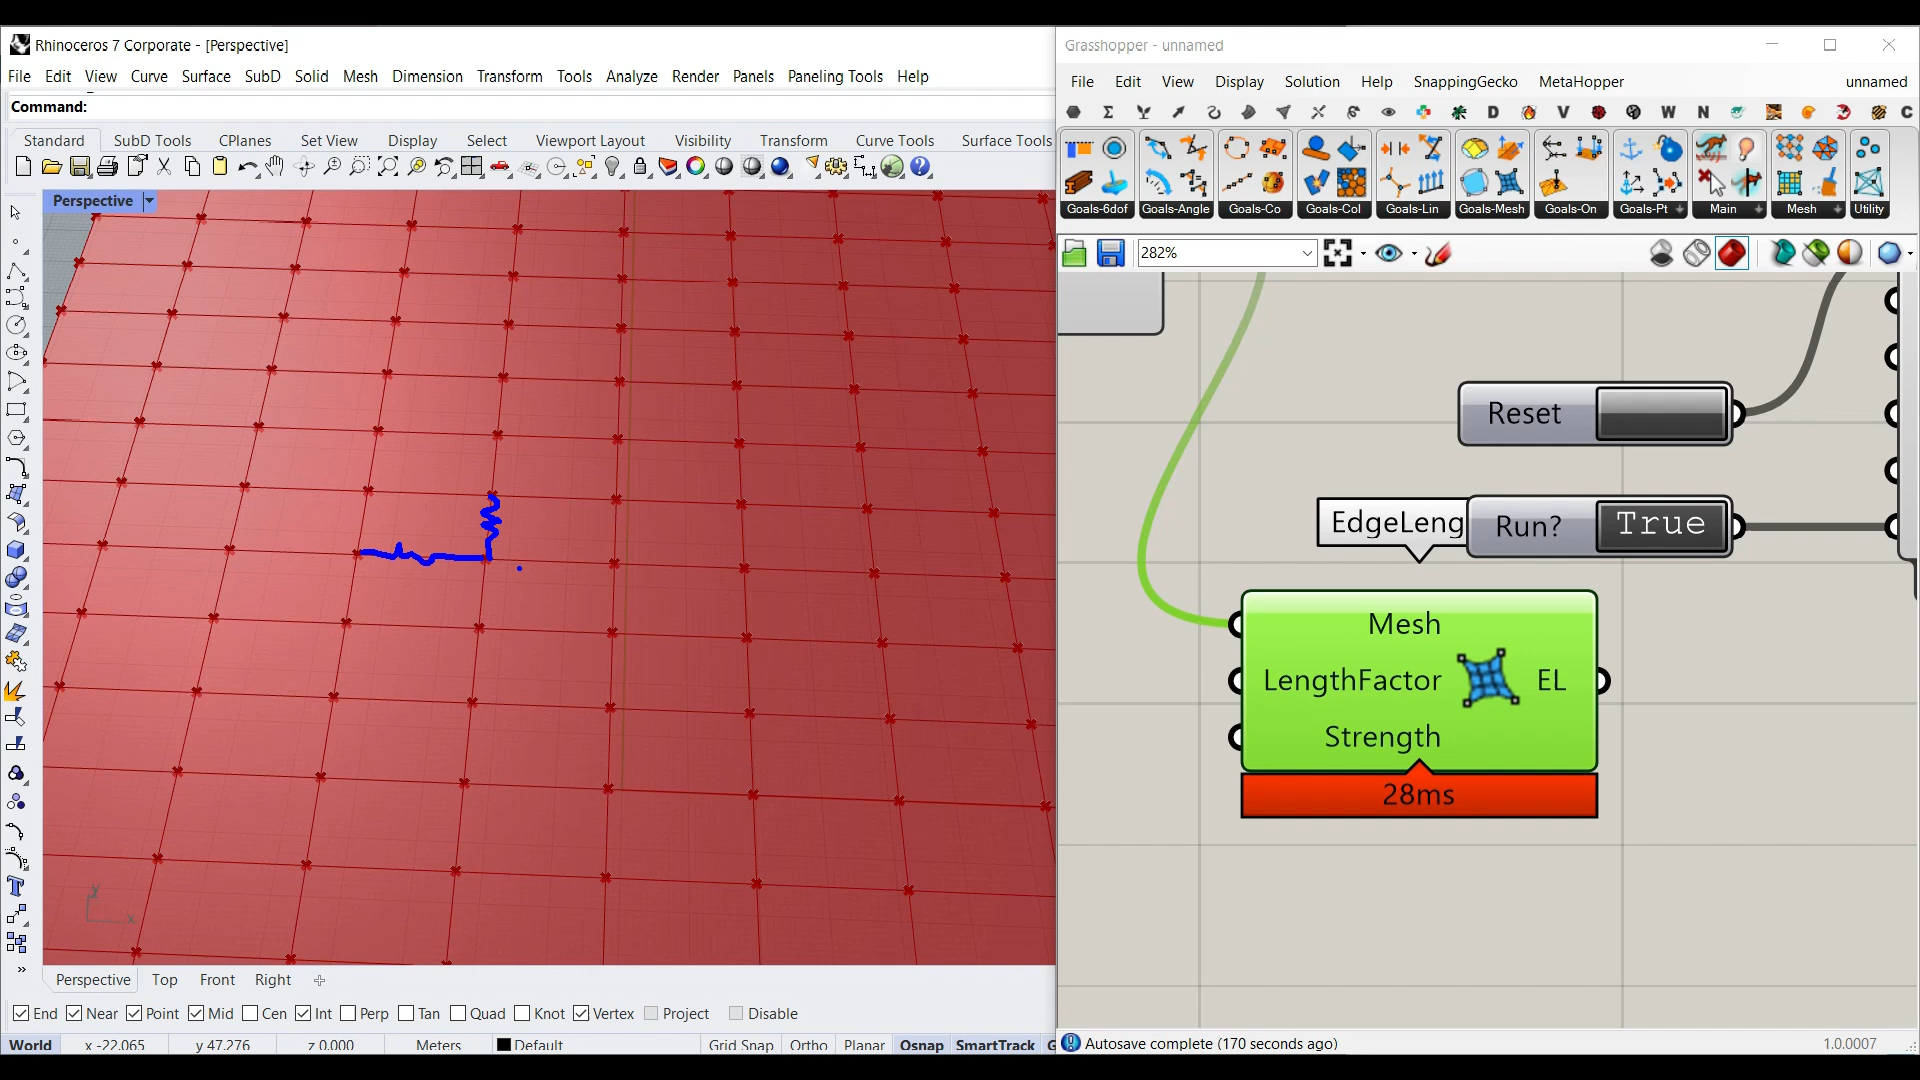 Rhinoceros 7 Corporate - [Perspective]
File Edit View Curve Surface SubD Solid Mesh Dimension Transform Tools Analyze Render Panels Paneling Tools Help
Command:
Standard SubD Tools CPlanes Set View Display Select Viewport Layout Visibility Transform Curve Tools Surface Tools
Perspective
y
x
Perspective Top Front Right
End Near Point Mid Cen Int Perp Tan Quad Knot Vertex Project Disable
World x -22.065 y 47.276 z 0.000 Meters Default Grid Snap Ortho Planar Osnap SmartTrack G
Grasshopper - unnamed
File Edit View Display Solution Help SnappingGecko MetaHopper unnamed
D V W N C
Goals-6dof Goals-Angle Goals-Co Goals-Col Goals-Lin Goals-Mesh Goals-On Goals-Pt Main Mesh Utility
282%
Reset
EdgeLeng
Run? True
Mesh
LengthFactor EL
Strength
28ms
Autosave complete (170 seconds ago) 1.0.0007